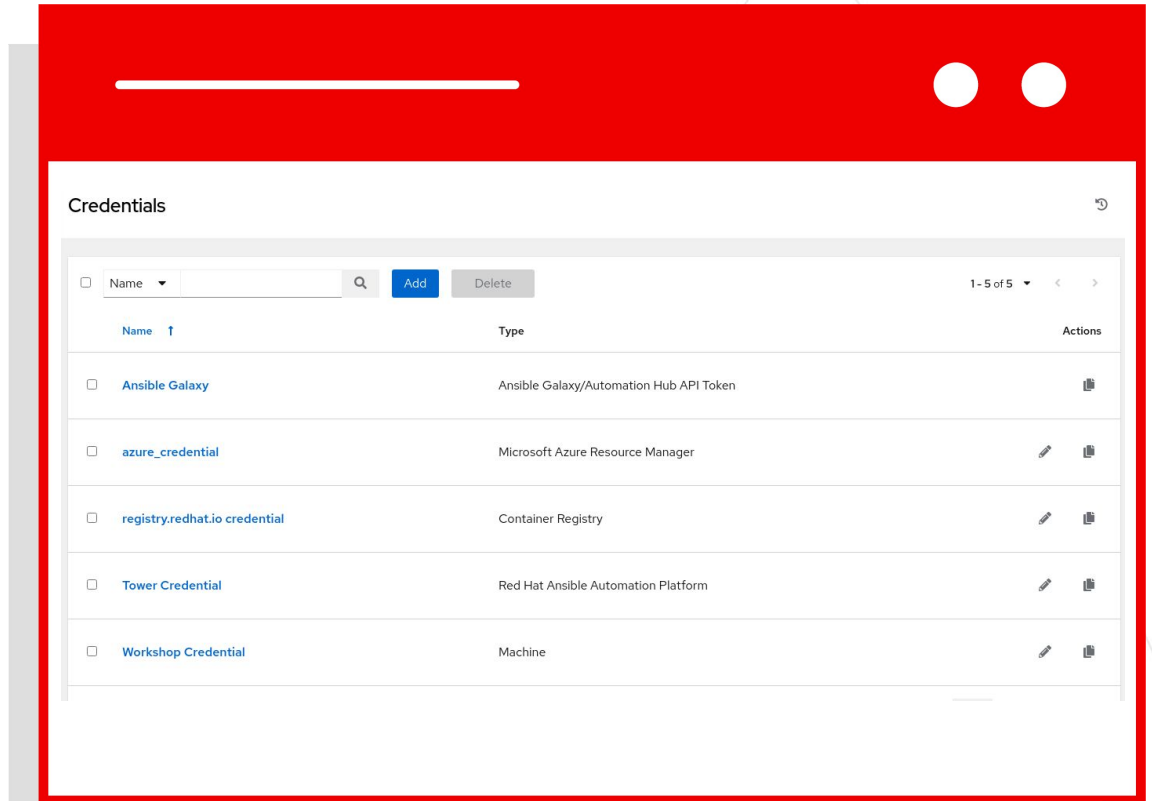 Credentials
Name Add Delete 1 - 5 of 5
Name Type Actions
Ansible Galaxy Ansible Galaxy/Automation Hub API Token
azure_credential Microsoft Azure Resource Manager
registry.redhat.io credential Container Registry
Tower Credential Red Hat Ansible Automation Platform
Workshop Credential Machine